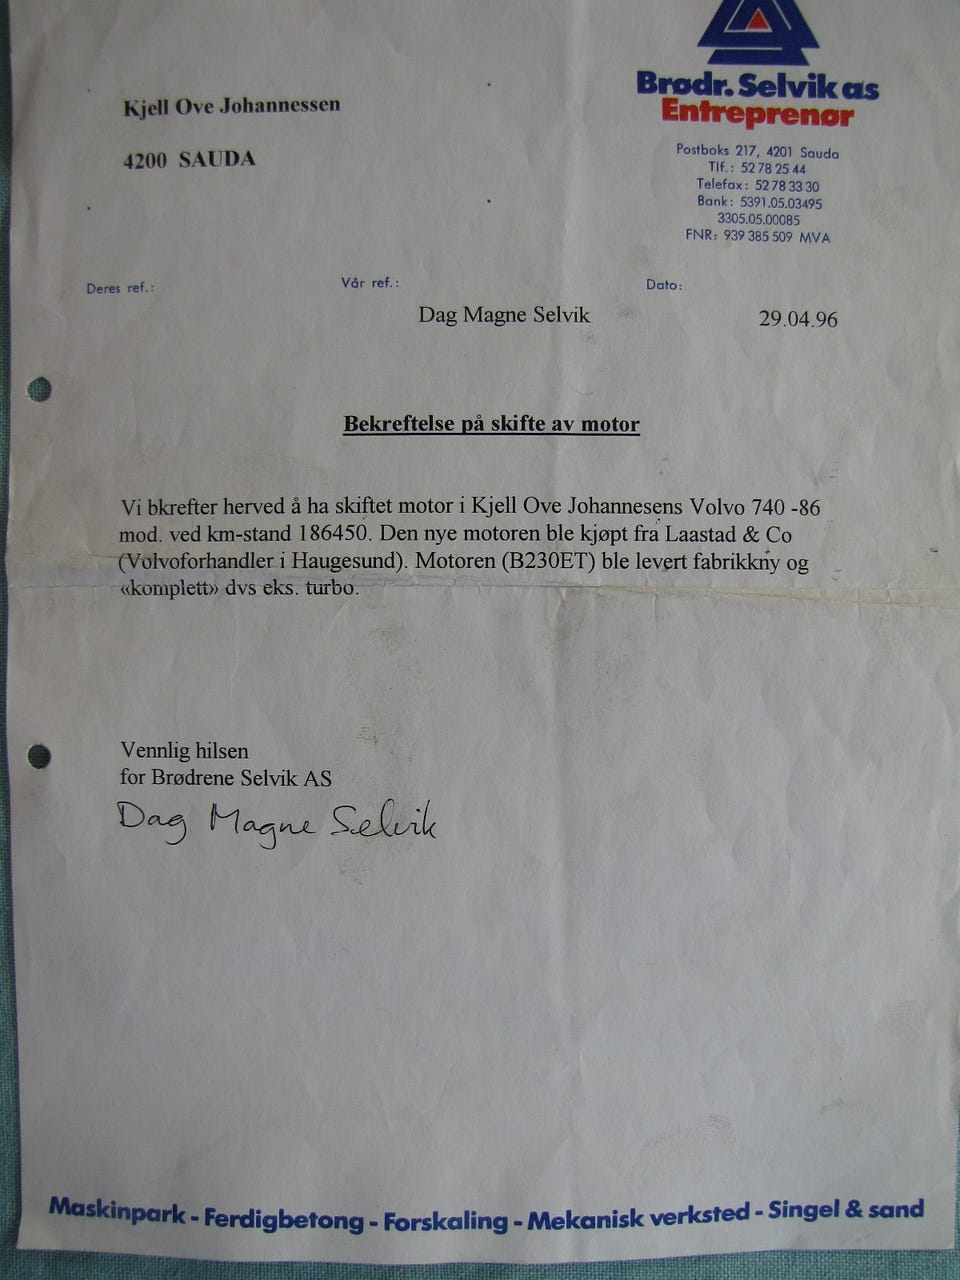 Brødr. Selvik as
Entreprenør
Kjell Ove Johannessen
4200 SAUDA
Postboks 217, 4201 Sauda
Tlf.: 52 78 25 44
Telefax: 52 78 33 30
Bank: 5391.05.03495
3305.05.00085
FNR: 939 385 509 MVA
Deres ref.:
Vår ref.:
Dato:
Dag Magne Selvik
29.04.96
Bekreftelse på skifte av motor
Vi bkrefter herved å ha skiftet motor i Kjell Ove Johannesens Volvo 740 -86
mod. ved km-stand 186450. Den nye motoren ble kjøpt fra Laastad & Co
(Volvoforhandler i Haugesund). Motoren (B230ET) ble levert fabrikkny og
«komplett» dvs eks. turbo.
Vennlig hilsen
for Brødrene Selvik AS
Dag Magne Selvik
Maskinpark - Ferdigbetong - Forskaling - Mekanisk verksted - Singel & sand